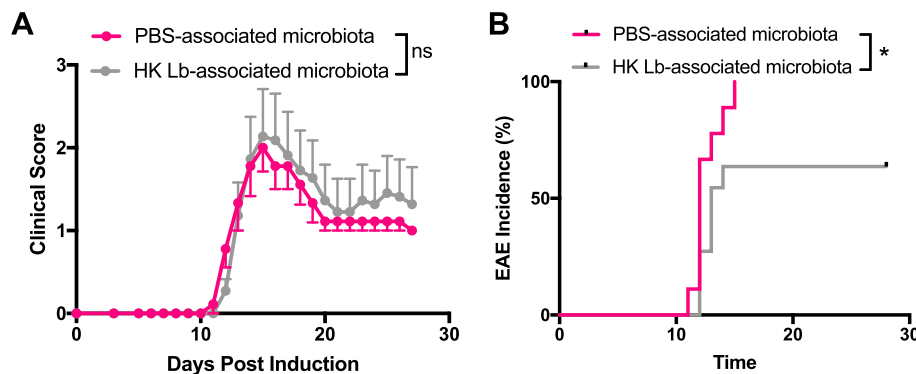 A
PBS-associated microbiota
HK Lb-associated microbiota
ns
Clinical Score
3
2
1
0
0
10
20
30
Days Post Induction
B
PBS-associated microbiota
HK Lb-associated microbiota
*
EAE Incidence (%)
100
50
0
0
10
20
30
Time